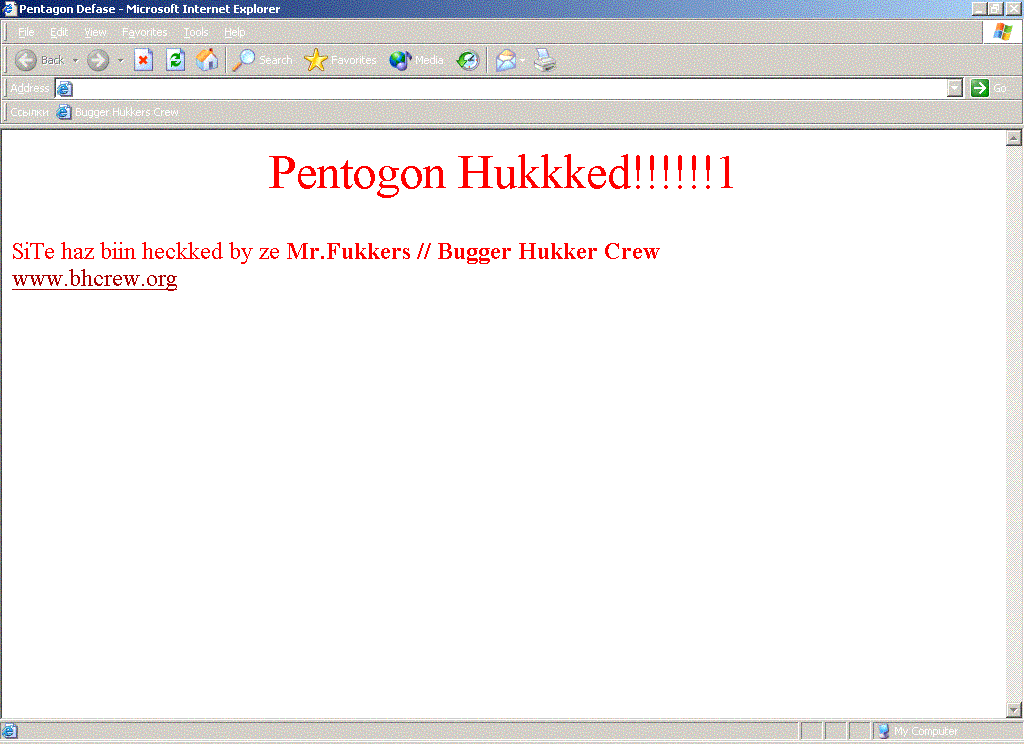 Pentagon Defase - Microsoft Internet Explorer
File Edit View Favorites Tools Help
Back Search Favorites Media
Address Go
Ссылки Bugger Hukkers Crew
Pentogon Hukkked!!!!!!1
SiTe haz biin heckked by ze Mr.Fukkers // Bugger Hukker Crew
www.bhcrew.org
My Computer